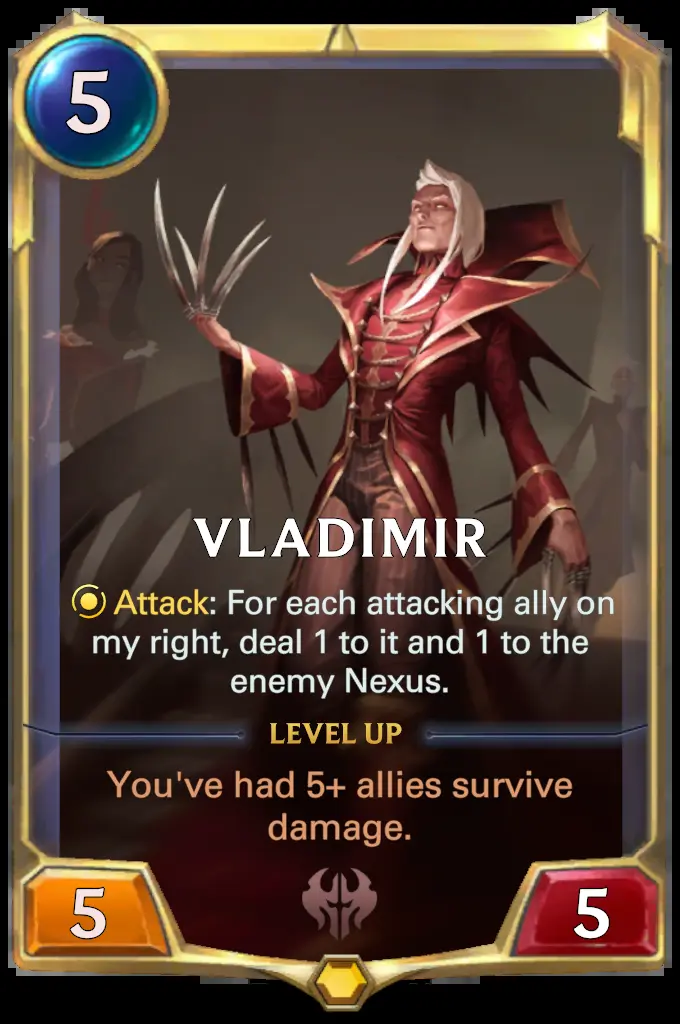 5
VLADIMIR
Attack: For each attacking ally on
my right, deal 1 to it and 1 to the
enemy Nexus.
LEVEL UP
You've had 5+ allies survive
damage.
5
5